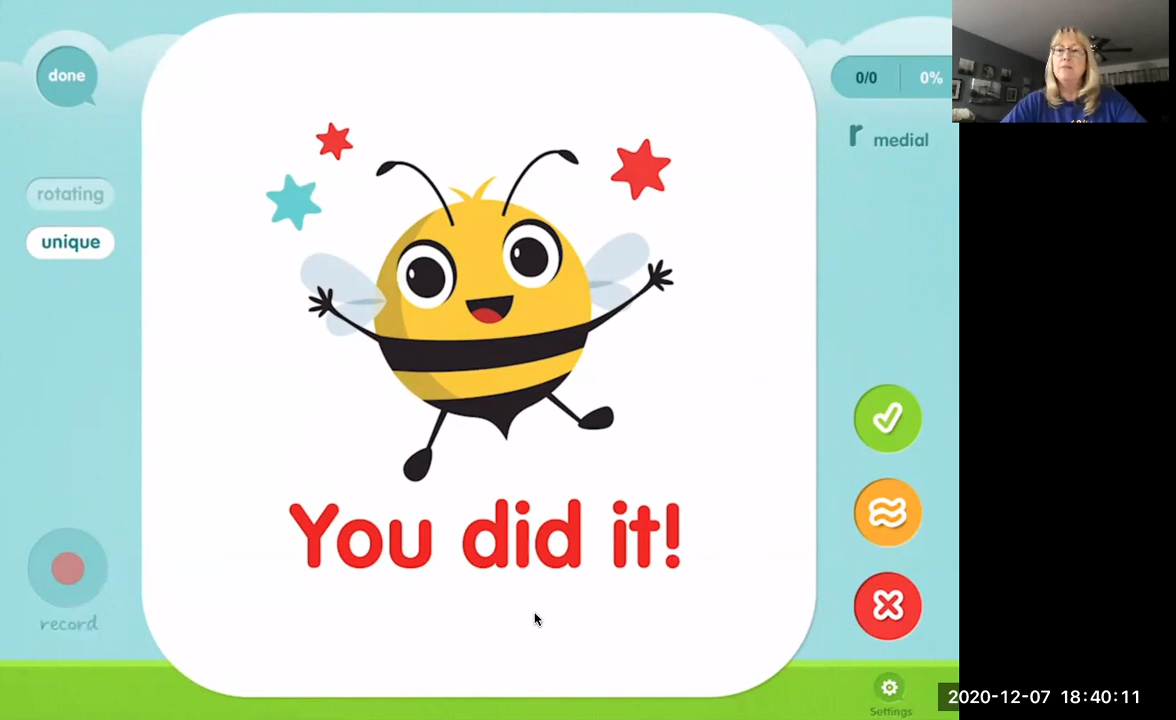 done
0/0 0%
r medial
rotating
unique
You did it!
record
Settings
2020-12-07 18:40:11